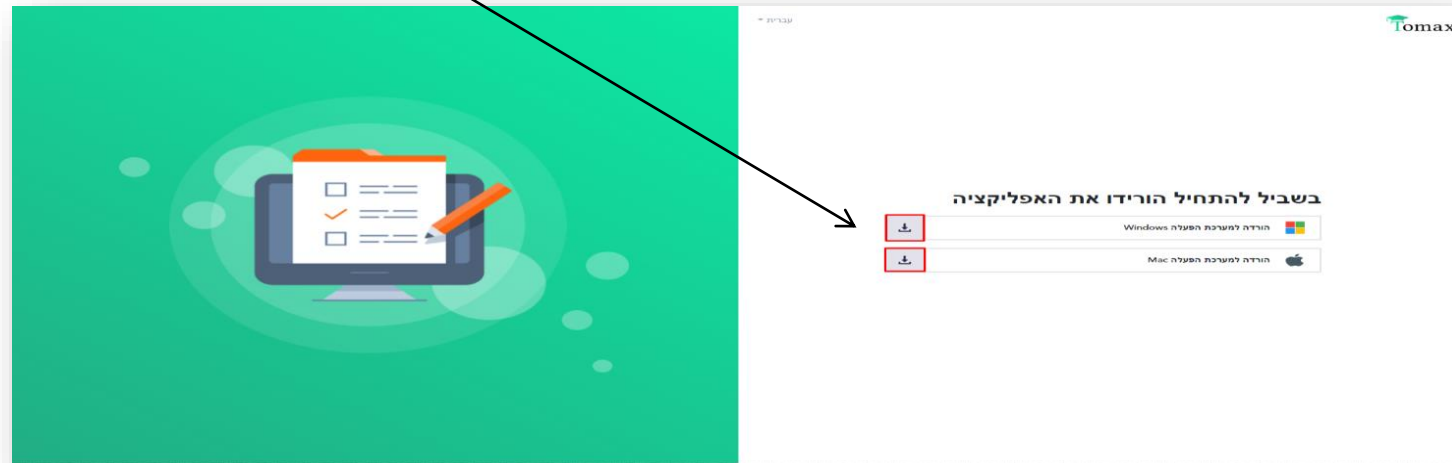 עברית
Tomax
בשביל להתחיל הורידו את האפליקציה
הורדה למערכת הפעלה Windows
הורדה למערכת הפעלה Mac